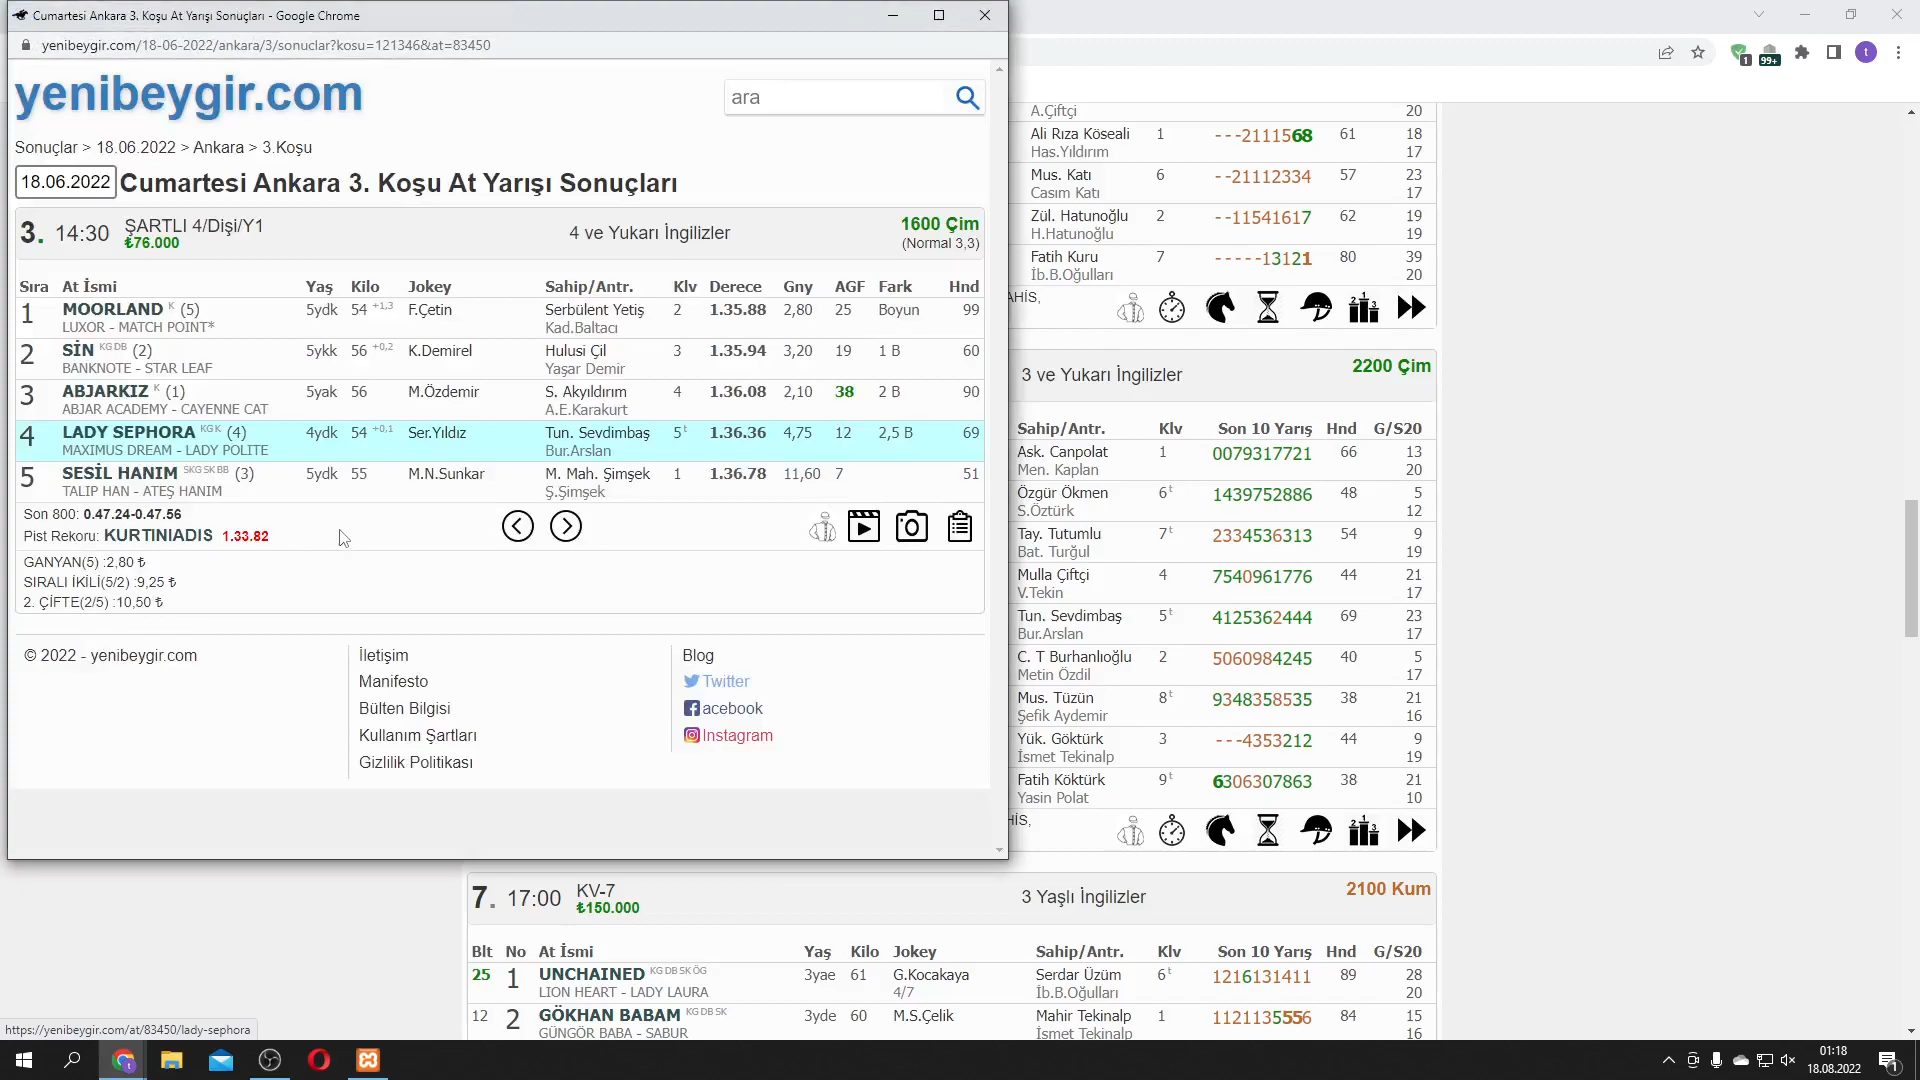 Cumartesi Ankara 3. Koşu At Yarışı Sonuçları - Google Chrome
yenibeygir.com/18-06-2022/ankara/3/sonuclar?kosu=121346&at=83450
yenibeygir.com
ara
Sonuçlar > 18.06.2022 > Ankara > 3.Koşu
18.06.2022 Cumartesi Ankara 3. Koşu At Yarışı Sonuçları
3. 14:30 ŞARTLI 4/Dişi/Y1 4 ve Yukarı İngilizler 1600 Çim
₺76.000 (Normal 3,3)
Sıra At İsmi Yaş Kilo Jokey Sahip/Antr. Klv Derece Gny AGF Fark Hnd
1 MOORLAND K (5) 5ydk 54 +1,3 F.Çetin Serbülent Yetiş 2 1.35.88 2,80 25 Boyun 99
LUXOR - MATCH POINT* Kad.Baltacı
2 SİN KG DB (2) 5ykk 56 +0,2 K.Demirel Hulusi Çil 3 1.35.94 3,20 19 1 B 60
BANKNOTE - STAR LEAF Yaşar Demir
3 ABJARKIZ K (1) 5yak 56 M.Özdemir S. Akyıldırım 4 1.36.08 2,10 38 2 B 90
ABJAR ACADEMY - CAYENNE CAT A.E.Karakurt
4 LADY SEPHORA KG K (4) 4ydk 54 +0,1 Ser.Yıldız Tun. Sevdimbaş 5 t 1.36.36 4,75 12 2,5 B 69
MAXIMUS DREAM - LADY POLITE Bur.Arslan
5 SESİL HANIM SKG SK BB (3) 5ydk 55 M.N.Sunkar M. Mah. Şimşek 1 1.36.78 11,60 7 51
TALIP HAN - ATEŞ HANIM Ş.Şimşek
Son 800: 0.47.24-0.47.56
Pist Rekoru: KURTINIADIS 1.33.82
GANYAN(5) :2,80 ₺
SIRALI İKİLİ(5/2) :9,25 ₺
2. ÇİFTE(2/5) :10,50 ₺
© 2022 - yenibeygir.com
İletişim
Manifesto
Bülten Bilgisi
Kullanım Şartları
Gizlilik Politikası
Blog
Twitter
acebook
Instagram
1
99+
t
A.Çiftçi 20
Ali Rıza Köseali 1 ---2111568 61 18
Has.Yıldırım 17
Mus. Katı 6 --21112334 57 23
Casım Katı 17
Zül. Hatunoğlu 2 --11541617 62 19
H.Hatunoğlu 19
Fatih Kuru 7 -----13121 80 39
İb.B.Oğulları 20
AHİS,
2 1 3
3 ve Yukarı İngilizler 2200 Çim
Sahip/Antr. Klv Son 10 Yarış Hnd G/S20
Ask. Canpolat 1 0079317721 66 13
Men. Kaplan 20
Özgür Ökmen 6 t 1439752886 48 5
S.Öztürk 12
Tay. Tutumlu 7 t 2334536313 54 9
Bat. Turğul 19
Mulla Çiftçi 4 7540961776 44 21
V.Tekin 17
Tun. Sevdimbaş 5 t 4125362444 69 23
Bur.Arslan 17
C. T Burhanlıoğlu 2 5060984245 40 5
Metin Özdil 17
Mus. Tüzün 8 t 9348358535 38 21
Şefik Aydemir 16
Yük. Göktürk 3 ---4353212 44 9
İsmet Tekinalp 19
Fatih Köktürk 9 t 6306307863 38 21
Yasin Polat 10
HİS,
2 1 3
7. 17:00 KV-7 3 Yaşlı İngilizler 2100 Kum
₺150.000
Blt No At İsmi Yaş Kilo Jokey Sahip/Antr. Klv Son 10 Yarış Hnd G/S20
25 1 UNCHAINED KG DB SK ÖG 3yae 61 G.Kocakaya Serdar Üzüm 6 t 1216131411 89 28
LION HEART - LADY LAURA 4/7 İb.B.Oğulları 20
12 2 GÖKHAN BABAM KG DB SK 3yde 60 M.S.Çelik Mahir Tekinalp 1 1121135556 84 15
GÜNGÖR BABA - SABUR İsmet Tekinalp 16
https://yenibeygir.com/at/83450/lady-sephora
01:18
18.08.2022
1